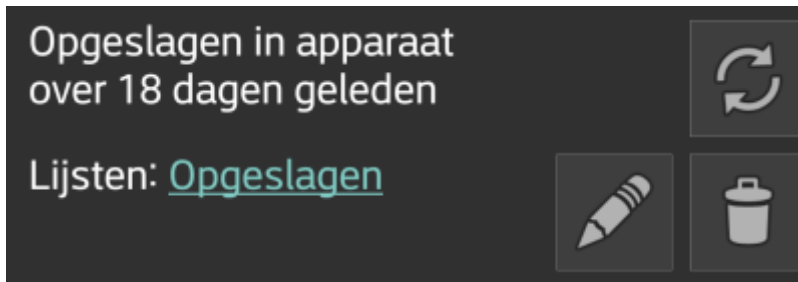 Opgeslagen in apparaat
over 18 dagen geleden
Lijsten: Opgeslagen